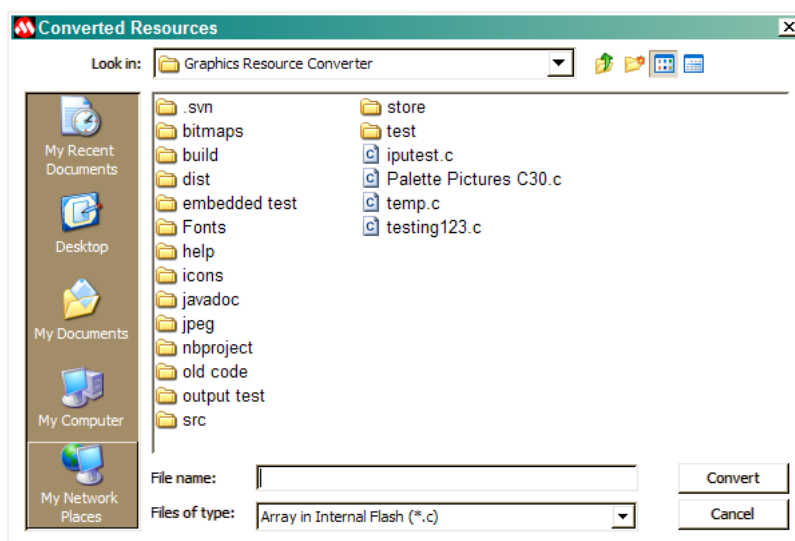 Converted Resources
Look in: Graphics Resource Converter
My Recent
Documents
Desktop
My Documents
My Computer
My Network
Places
.svn
bitmaps
build
dist
embedded test
Fonts
help
icons
javadoc
jpeg
nbproject
old code
output test
src
store
test
iputest.c
Palette Pictures C30.c
temp.c
testing123.c
File name:
Convert
Files of type: Array in Internal Flash (*.c)
Cancel